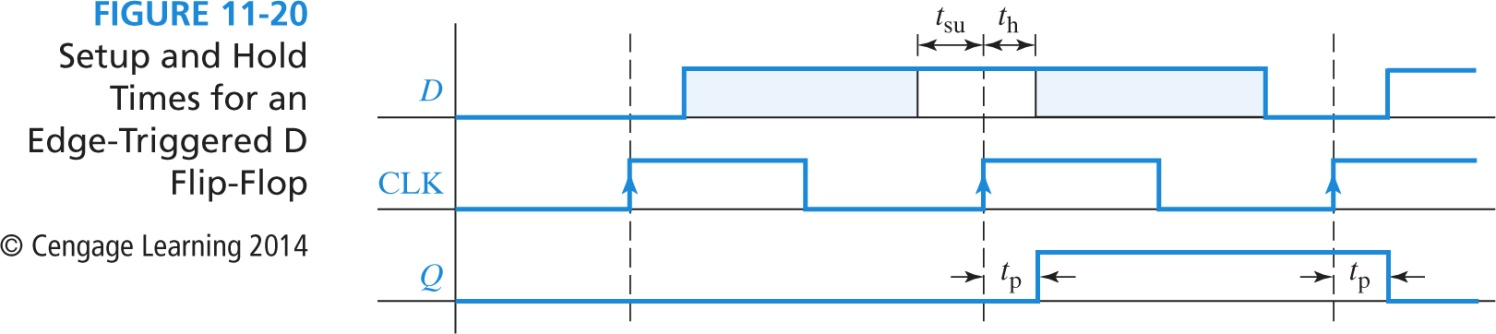 FIGURE 11-20
Setup and Hold
Times for an
Edge-Triggered D
Flip-Flop
© Cengage Learning 2014
tsu
th
D
CLK
Q
tp
tp